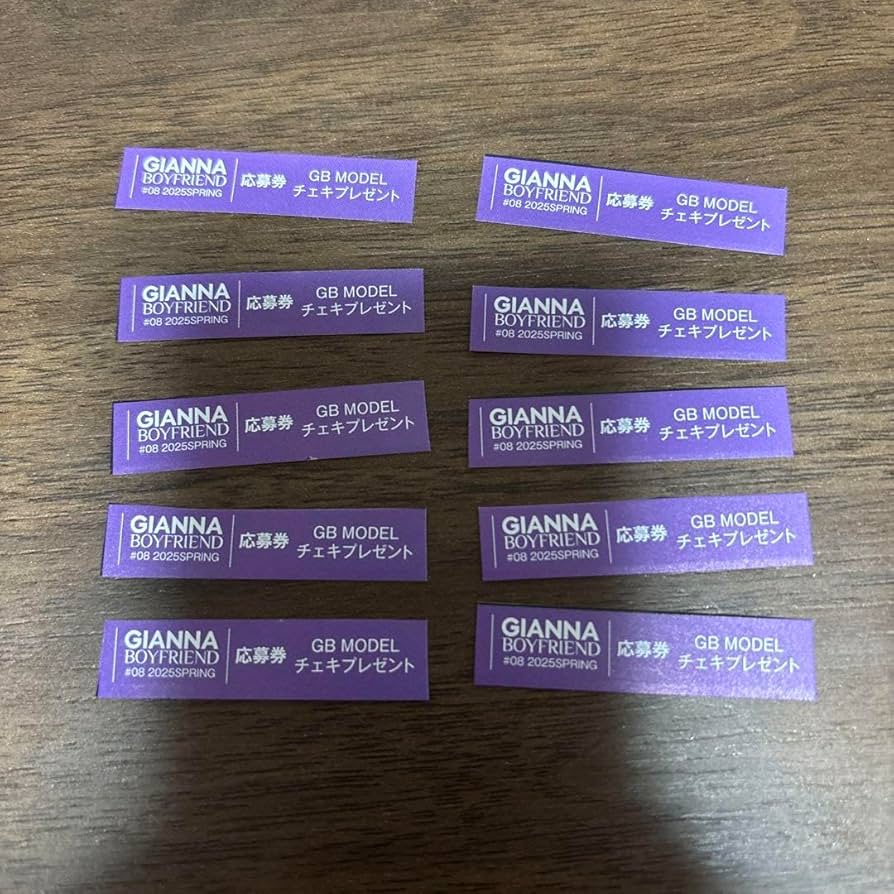 GIANNA
BOYFRIEND
#08 2025SPRING
応募券
GB MODEL
チェキプレゼント
GIANNA
BOYFRIEND
#08 2025SPRING
応募券
GB MODEL
チェキプレゼント
GIANNA
BOYFRIEND
#08 2025SPRING
応募券
GB MODEL
チェキプレゼント
GIANNA
BOYFRIEND
#08 2025SPRING
応募券
GB MODEL
チェキプレゼント
GIANNA
BOYFRIEND
#08 2025SPRING
応募券
GB MODEL
チェキプレゼント
GIANNA
BOYFRIEND
#08 2025SPRING
応募券
GB MODEL
チェキプレゼント
GIANNA
BOYFRIEND
#08 2025SPRING
応募券
GB MODEL
チェキプレゼント
GIANNA
BOYFRIEND
#08 2025SPRING
応募券
GB MODEL
チェキプレゼント
GIANNA
BOYFRIEND
#08 2025SPRING
応募券
GB MODEL
チェキプレゼント
GIANNA
BOYFRIEND
#08 2025SPRING
応募券
GB MODEL
チェキプレゼント